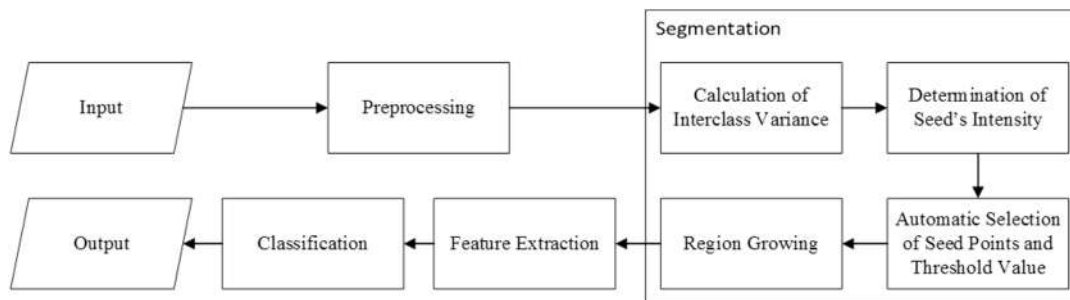 Segmentation
Input
Preprocessing
Calculation of
Interclass Variance
Determination of
Seed's Intensity
Automatic Selection
of Seed Points and
Threshold Value
Region Growing
Feature Extraction
Classification
Output